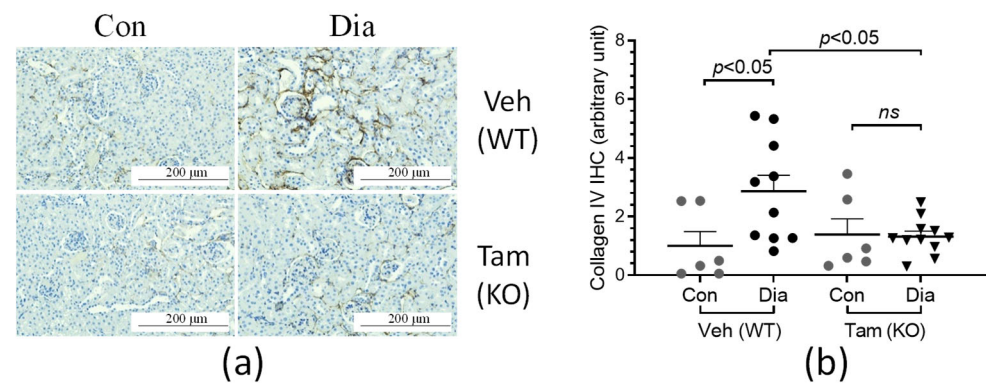 Con Dia
Veh
(WT)
200 µm 200 µm
Tam
(KO)
200 µm 200 µm
(a)
Collagen IV IHC (arbitrary unit)
8
6
4
2
0
p<0.05
p<0.05
ns
Con Dia Con Dia
Veh (WT) Tam (KO)
(b)